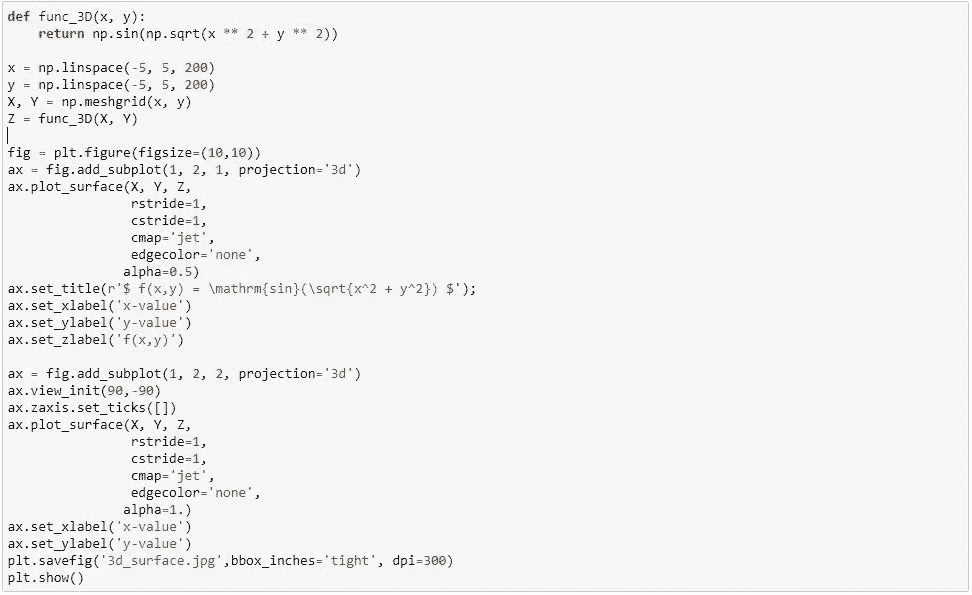 def func_3D(x, y):
    return np.sin(np.sqrt(x ** 2 + y ** 2))

x = np.linspace(-5, 5, 200)
y = np.linspace(-5, 5, 200)
X, Y = np.meshgrid(x, y)
Z = func_3D(X, Y)

fig = plt.figure(figsize=(10,10))
ax = fig.add_subplot(1, 2, 1, projection='3d')
ax.plot_surface(X, Y, Z,
                rstride=1,
                cstride=1,
                cmap='jet',
                edgecolor='none',
               alpha=0.5)
ax.set_title(r'$ f(x,y) = \mathrm{sin}(\sqrt{x^2 + y^2}) $');
ax.set_xlabel('x-value')
ax.set_ylabel('y-value')
ax.set_zlabel('f(x,y)')

ax = fig.add_subplot(1, 2, 2, projection='3d')
ax.view_init(90,-90)
ax.zaxis.set_ticks([])
ax.plot_surface(X, Y, Z,
                rstride=1,
                cstride=1,
                cmap='jet',
                edgecolor='none',
               alpha=1.)
ax.set_xlabel('x-value')
ax.set_ylabel('y-value')
plt.savefig('3d_surface.jpg',bbox_inches='tight', dpi=300)
plt.show()